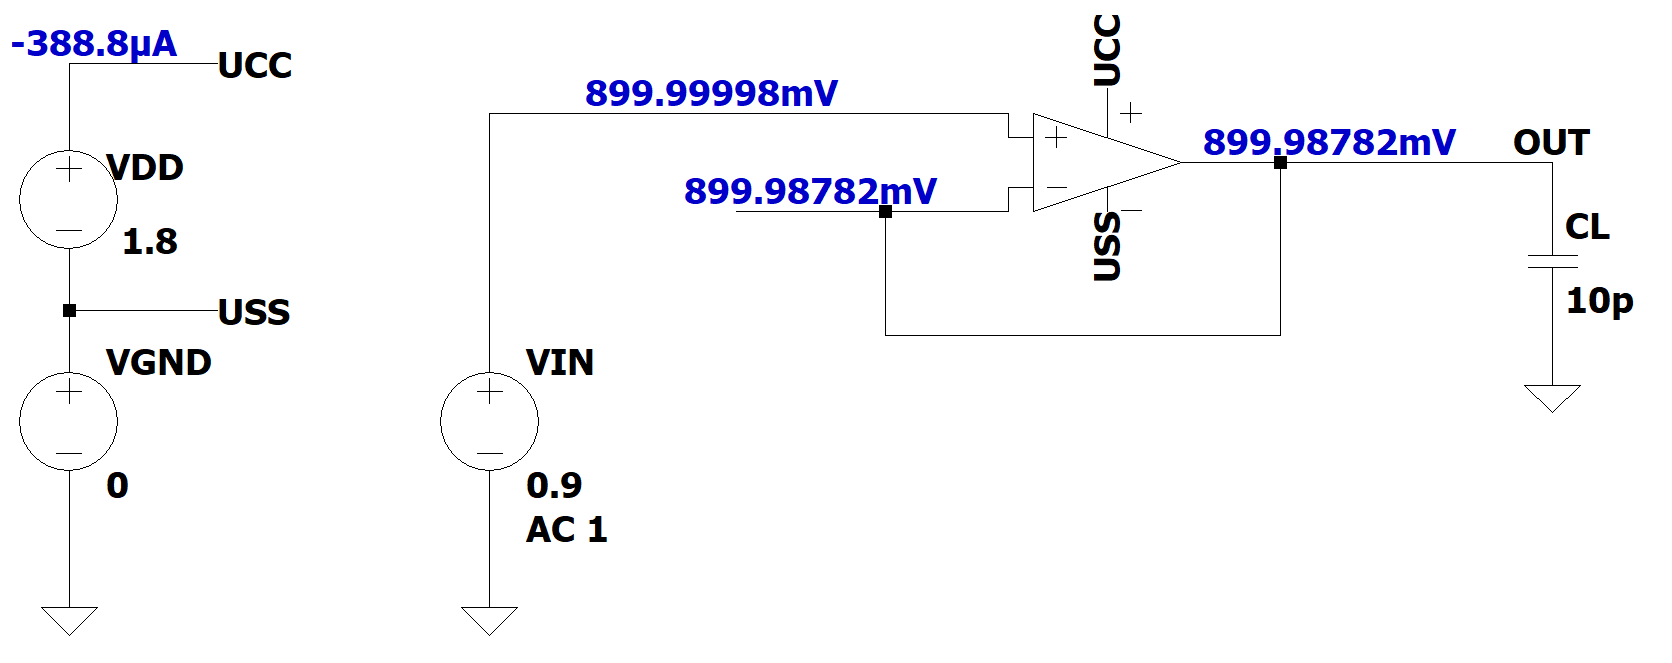 -388.8µA
UCC
VDD
1.8
USS
VGND
0
899.99998mV
899.98782mV
UCC
USS
899.98782mV
OUT
CL
10p
VIN
0.9
AC 1